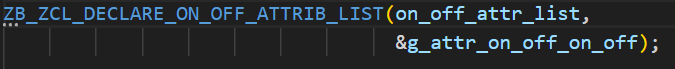 ZB_ZCL_DECLARE_ON_OFF_ATTRIB_LIST(on_off_attr_list,
&g_attr_on_off_on_off);